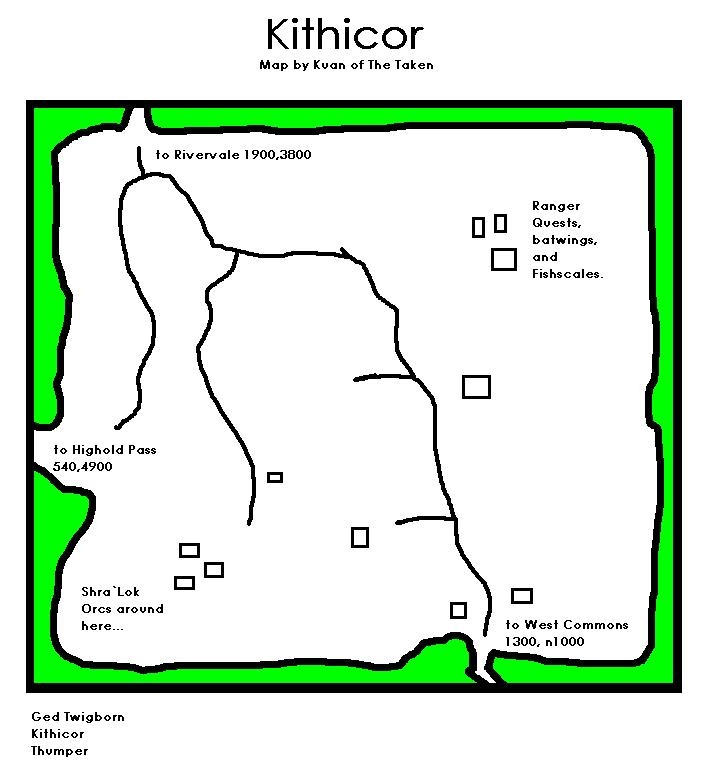 Kithicor
Map by Kuan of The Taken
to Rivervale 1900,3800
Ranger
Quests,
batwings,
and
Fishscales.
to Highold Pass
540,4900
Shra`Lok
Orcs around
here...
to West Commons
1300, n1000
Ged Twigborn
Kithicor
Thumper